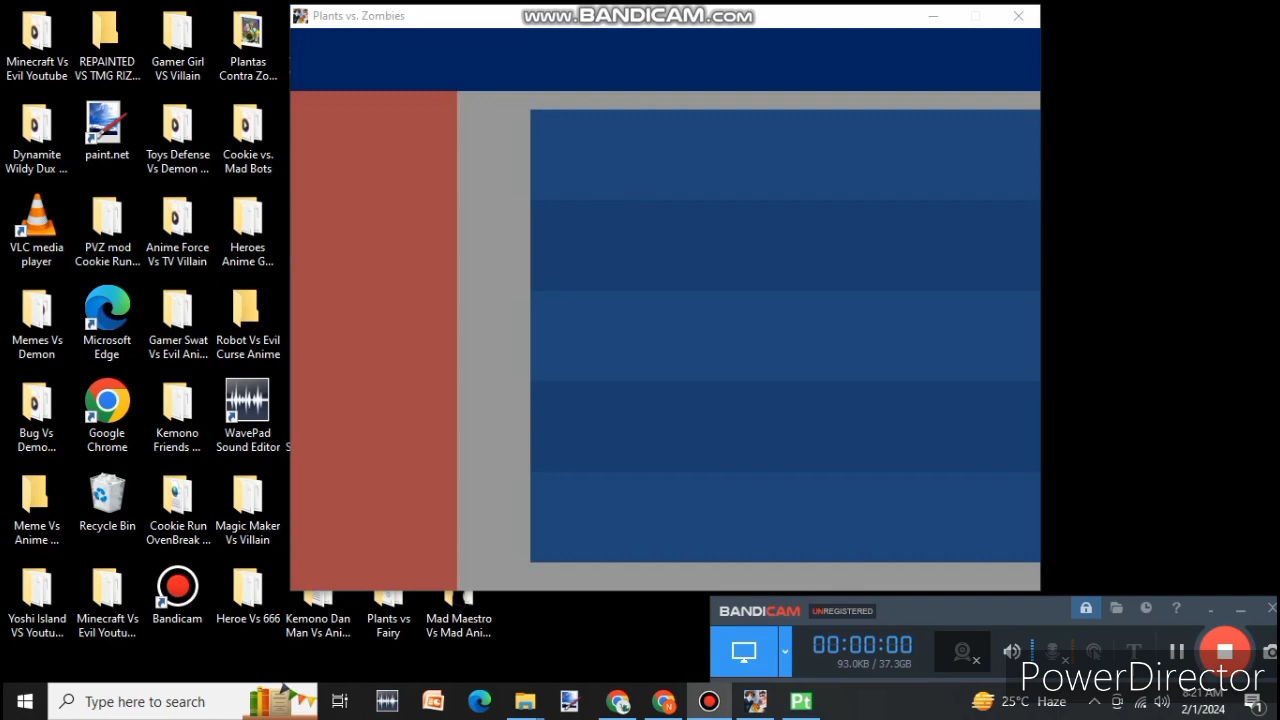 Plants vs. Zombies
www.BANDICAM.com
Minecraft Vs
Evil Youtube
REPAINTED
VS TMG RIZ...
Gamer Girl
VS Villain
Plantas
Contra Zo...
Dynamite
Wildy Dux ...
paint.net
Toys Defense
Vs Demon ...
Cookie vs.
Mad Bots
VLC media
player
PVZ mod
Cookie Run...
Anime Force
Vs TV Villain
Heroes
Anime G...
Memes Vs
Demon
Microsoft
Edge
Gamer Swat
Vs Evil Ani...
Robot Vs Evil
Curse Anime
Bug Vs
Demo...
Google
Chrome
Kemono
Friends ...
WavePad
Sound Editor
Meme Vs
Anime ...
Recycle Bin
Cookie Run
OvenBreak ...
Magic Maker
Vs Villain
Yoshi Island
VS Youtu...
Minecraft Vs
Evil Youtu...
Bandicam
Heroe Vs 666
Kemono Dan
Man Vs Ani...
Plants vs
Fairy
Mad Maestro
Vs Mad Ani...
BANDICAM UNREGISTERED
00:00:00
93.0KB / 37.3GB
PowerDirector
Type here to search
25°C Haze
8:21 AM
2/1/2024